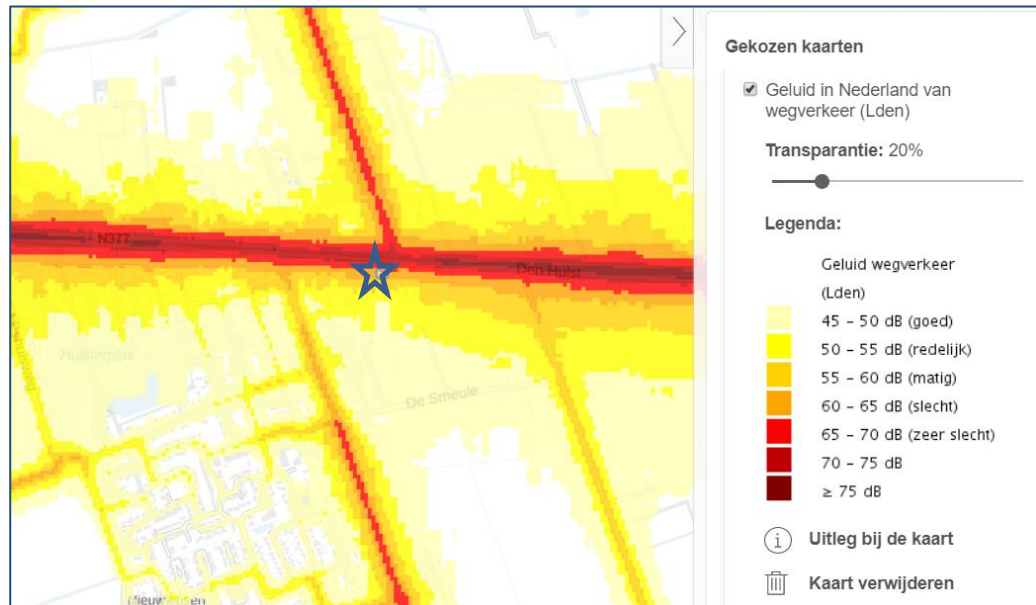 N377
Den Hulst
Hulsterplas
De Smeule
Nieuwleusen
Gekozen kaarten
Geluid in Nederland van
wegverkeer (Lden)
Transparantie: 20%
Legenda:
Geluid wegverkeer
(Lden)
45 – 50 dB (goed)
50 – 55 dB (redelijk)
55 – 60 dB (matig)
60 – 65 dB (slecht)
65 – 70 dB (zeer slecht)
70 – 75 dB
≥ 75 dB
i
Uitleg bij de kaart
Kaart verwijderen